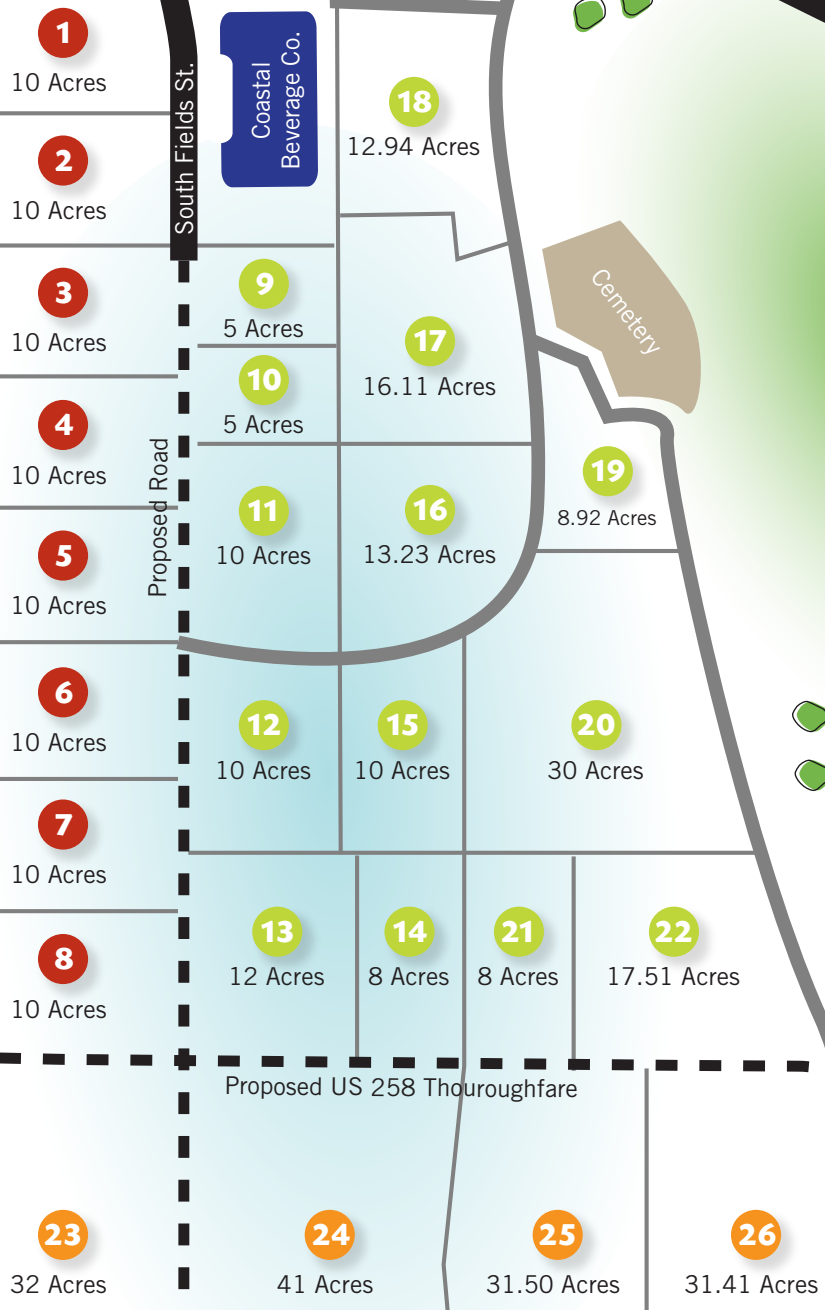 1
10 Acres
2
10 Acres
3
10 Acres
4
10 Acres
5
10 Acres
6
10 Acres
7
10 Acres
8
10 Acres
South Fields St.
Proposed Road
Coastal
Beverage Co.
9
5 Acres
10
5 Acres
11
10 Acres
12
10 Acres
13
12 Acres
14
8 Acres
15
10 Acres
16
13.23 Acres
17
16.11 Acres
18
12.94 Acres
Cemetery
19
8.92 Acres
20
30 Acres
21
8 Acres
22
17.51 Acres
Proposed US 258 Thouroughfare
23
32 Acres
24
41 Acres
25
31.50 Acres
26
31.41 Acres